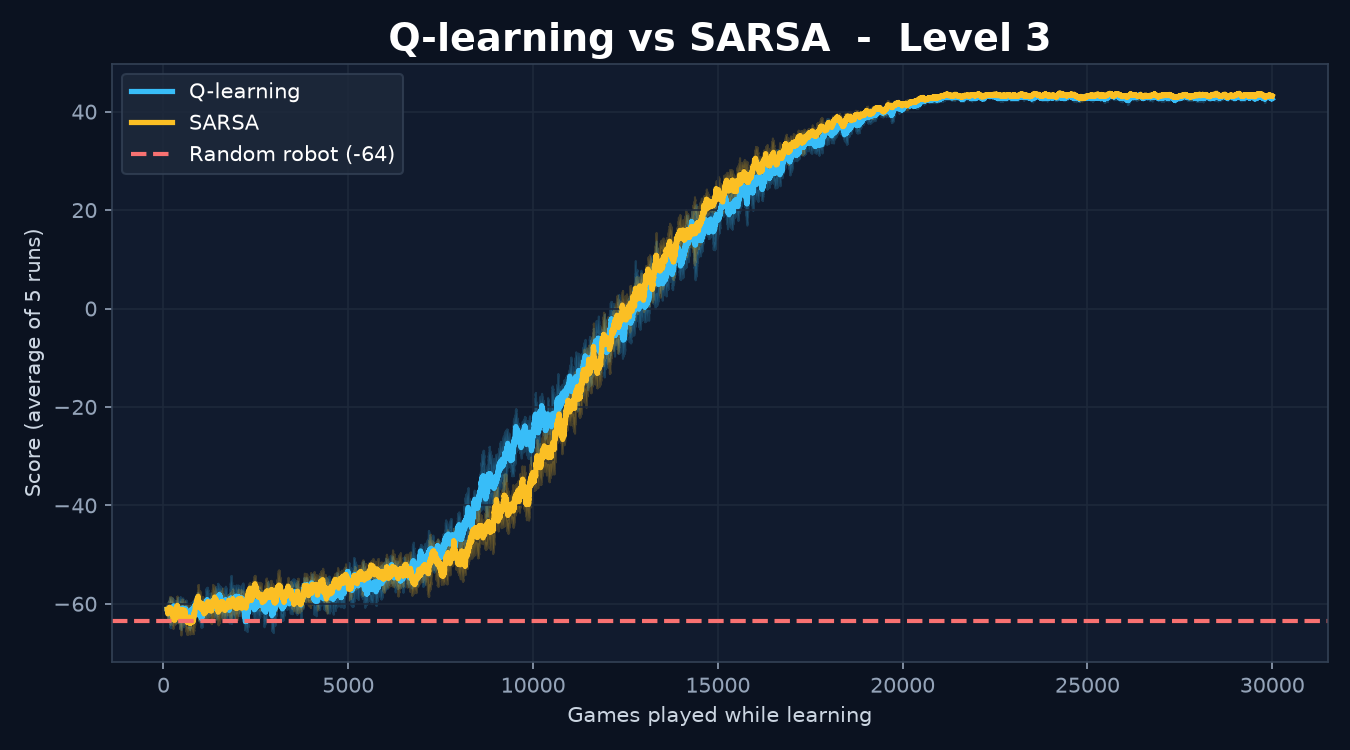 Q-learning vs SARSA  -  Level 3
Q-learning
SARSA
Random robot (-64)
Score (average of 5 runs)
40
20
0
−20
−40
−60
0
5000
10000
15000
20000
25000
30000
Games played while learning